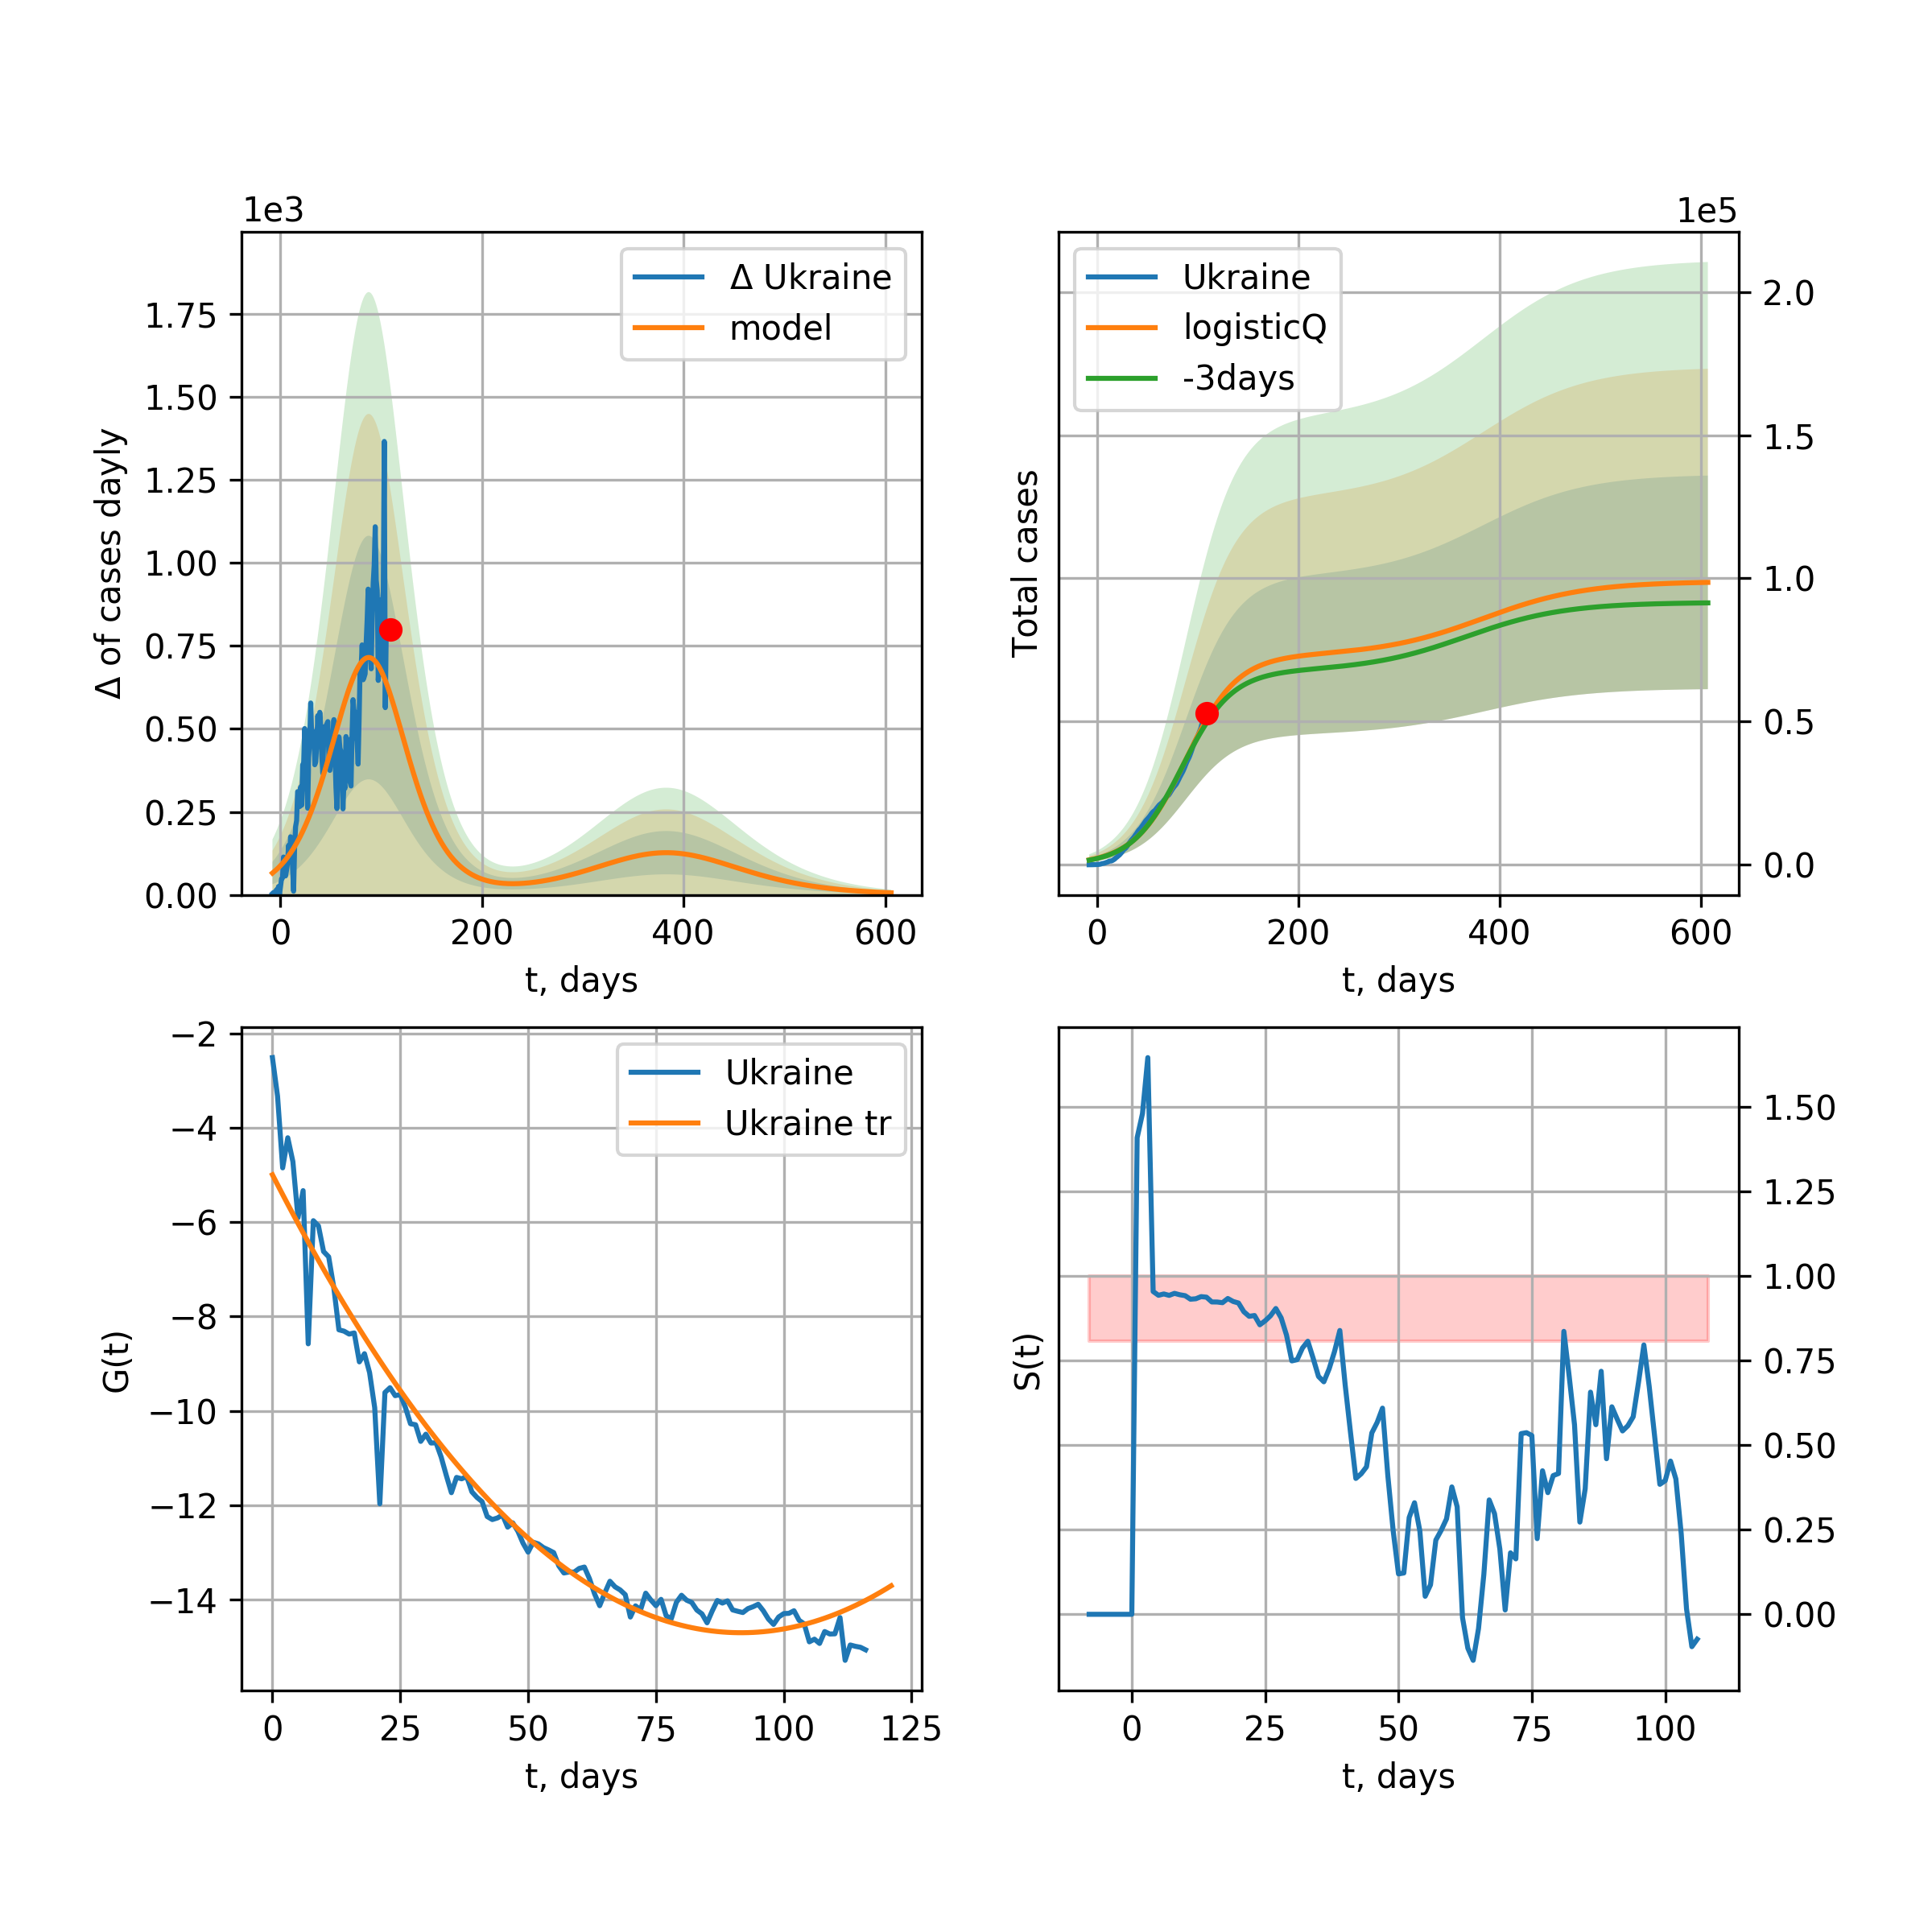 1e3
Δ of cases dayly
1.75
1.50
1.25
1.00
0.75
0.50
0.25
0.00
Δ Ukraine
model
0 200 400 600
t, days
1e5
Total cases
Ukraine
logisticQ
-3days
2.0
1.5
1.0
0.5
0.0
0 200 400 600
t, days
G(t)
−2
−4
−6
−8
−10
−12
−14
Ukraine
Ukraine tr
0 25 50 75 100 125
t, days
S(t)
1.50
1.25
1.00
0.75
0.50
0.25
0.00
0 25 50 75 100
t, days